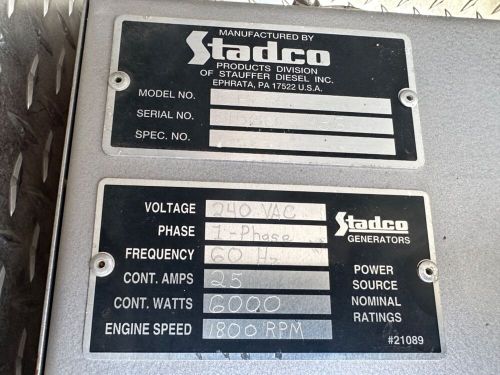 MANUFACTURED BY
Stadco
PRODUCTS DIVISION
OF STAUFFER DIESEL INC.
EPHRATA, PA 17522 U.S.A.
MODEL NO.
SERIAL NO.
SPEC. NO.
VOLTAGE 240 VAC
PHASE 1-Phase
FREQUENCY 60 Hz
CONT. AMPS 25
CONT. WATTS 6000
ENGINE SPEED 1800 RPM
Stadco
GENERATORS
POWER
SOURCE
NOMINAL
RATINGS
#21089